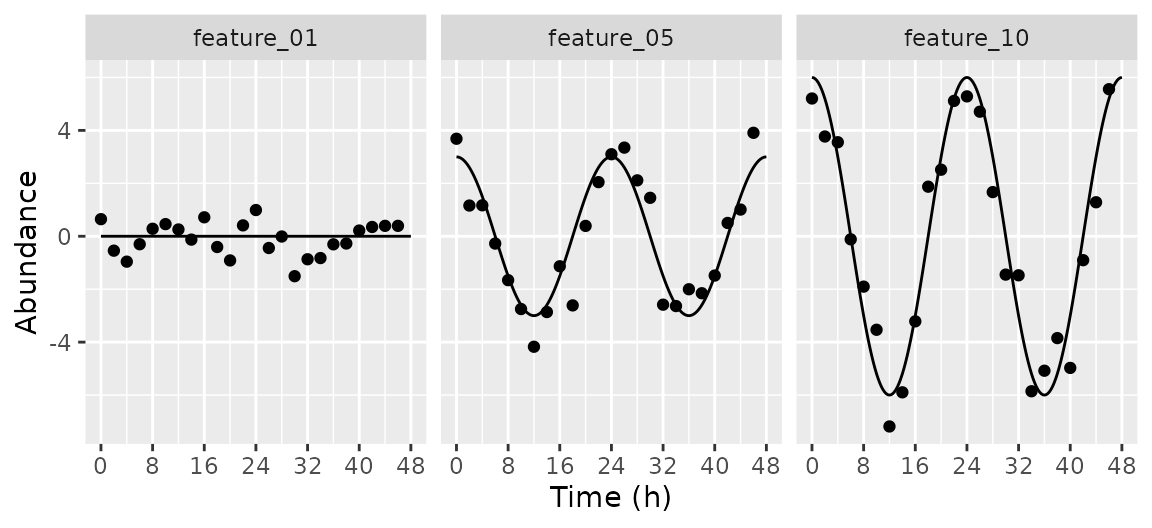 feature_01 feature_05 feature_10
Abundance
4
0
-4
0 8 16 24 32 40 48 0 8 16 24 32 40 48 0 8 16 24 32 40 48
Time (h)